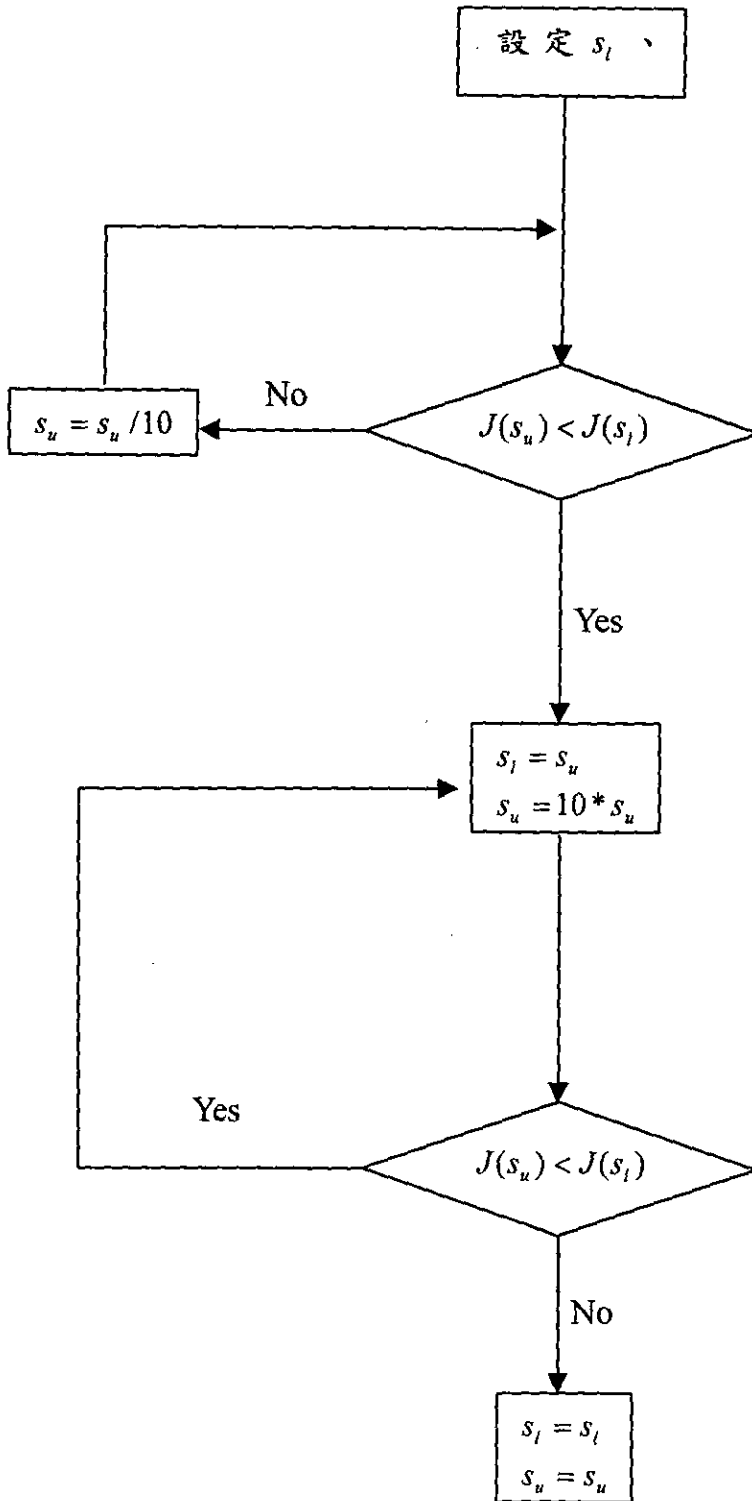 設定 s_l 、
No
s_u = s_u /10
J(s_u) < J(s_l)
Yes
s_l = s_u
s_u = 10 * s_u
Yes
J(s_u) < J(s_l)
No
s_l = s_l
s_u = s_u